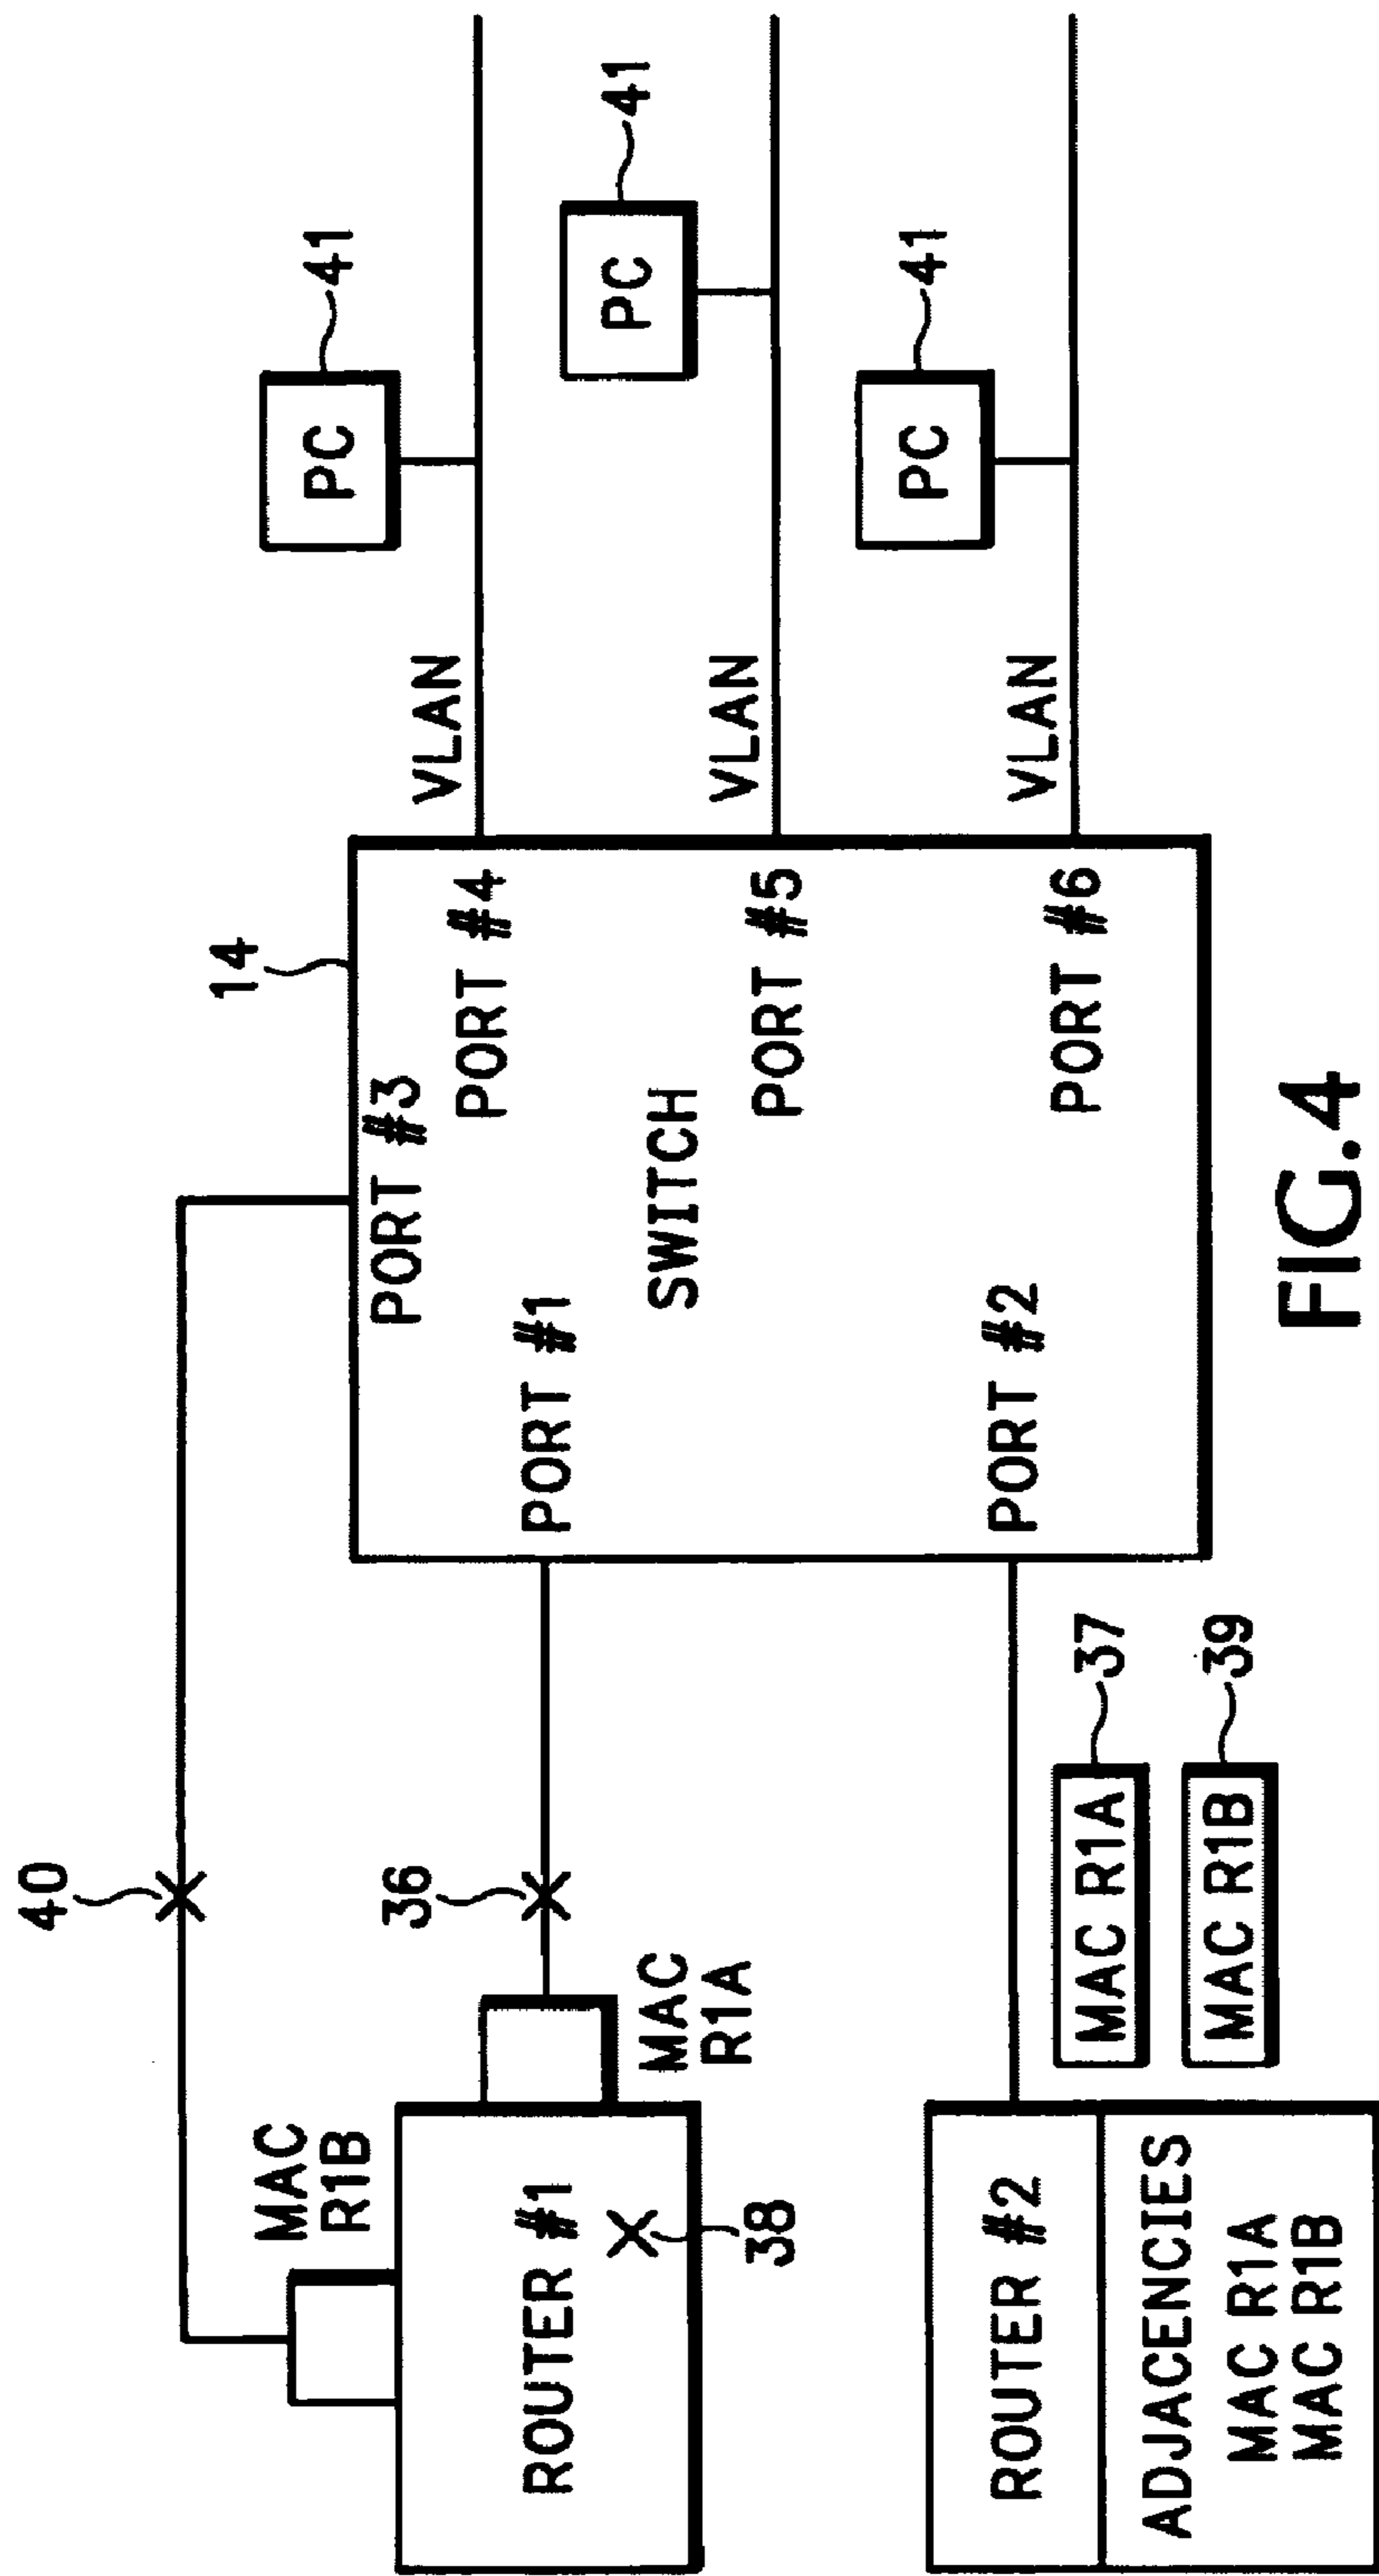 40
MAC
R1B
36
MAC
R1A
ROUTER #1
38
14
PORT #3
PORT #1
PORT #4
SWITCH
PORT #5
PORT #2
PORT #6
VLAN
PC
41
VLAN
PC
41
VLAN
PC
41
ROUTER #2
ADJACENCIES
MAC R1A
MAC R1B
MAC R1A
37
MAC R1B
39
FIG.4